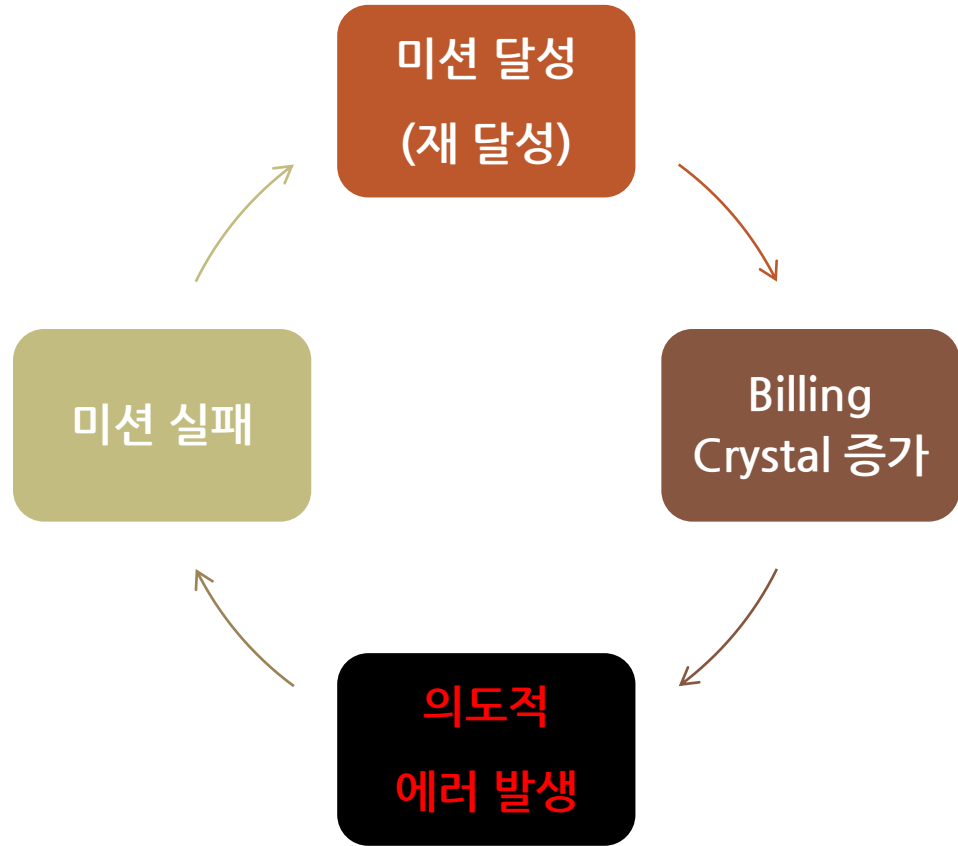 미션 달성
(재 달성)
Billing
Crystal 증가
미션 실패
의도적
에러 발생